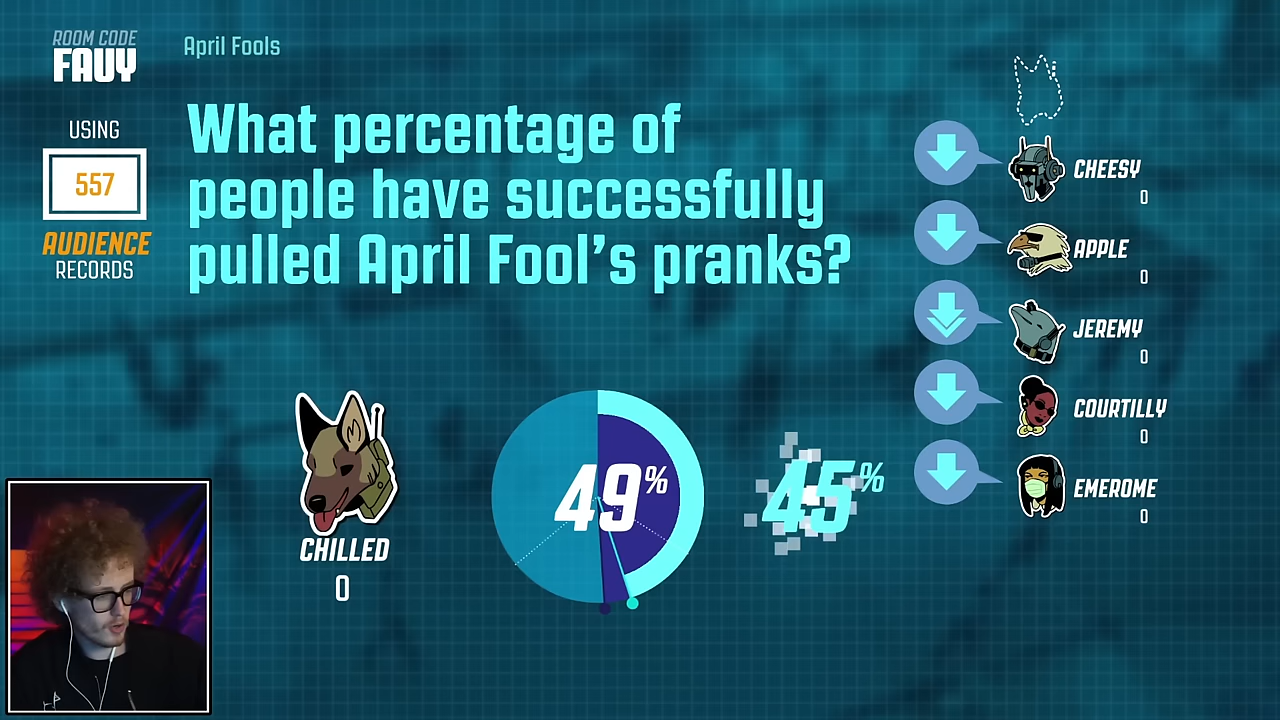 ROOM CODE
FAUY
April Fools
What percentage of
people have successfully
pulled April Fool's pranks?
USING
557
AUDIENCE
RECORDS
CHILLED
0
49%
45%
CHEESY
0
APPLE
0
JEREMY
0
COURTILLY
0
EMEROME
0